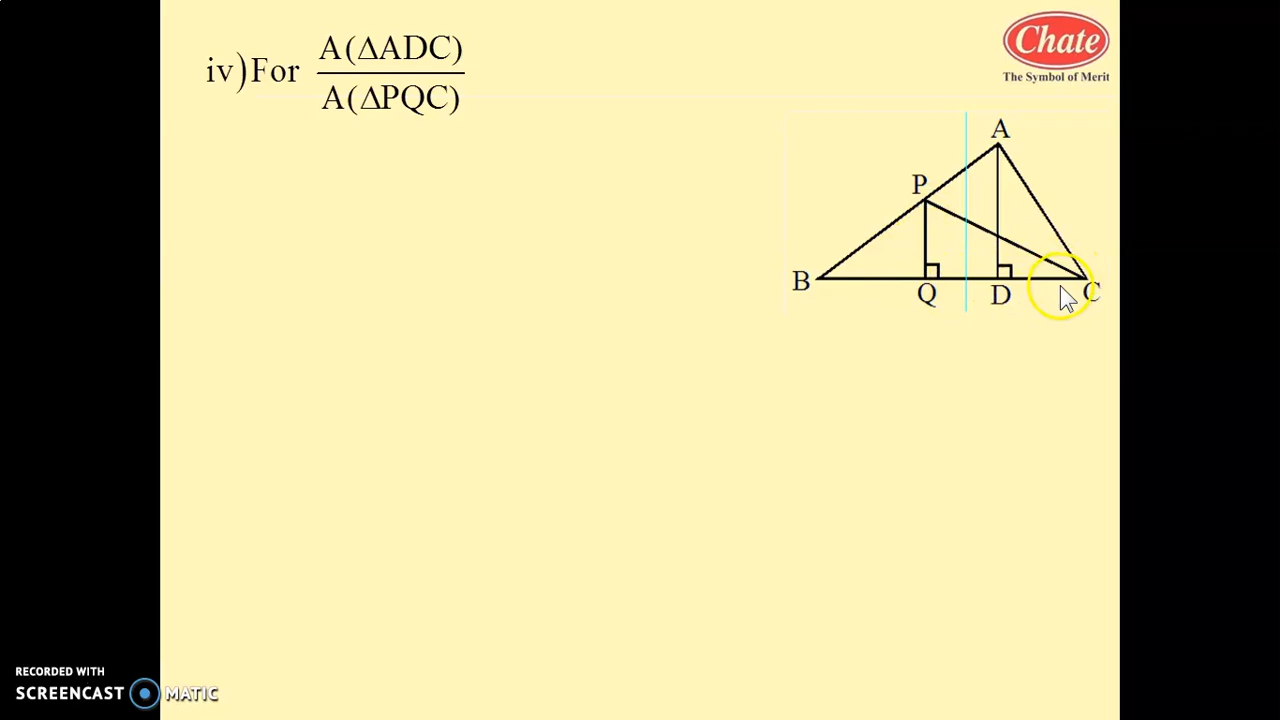 iv) For A(ΔADC)
A(ΔPQC)
Chate
The Symbol of Merit
A
P
B
Q
D
C
RECORDED WITH
SCREENCAST MATIC